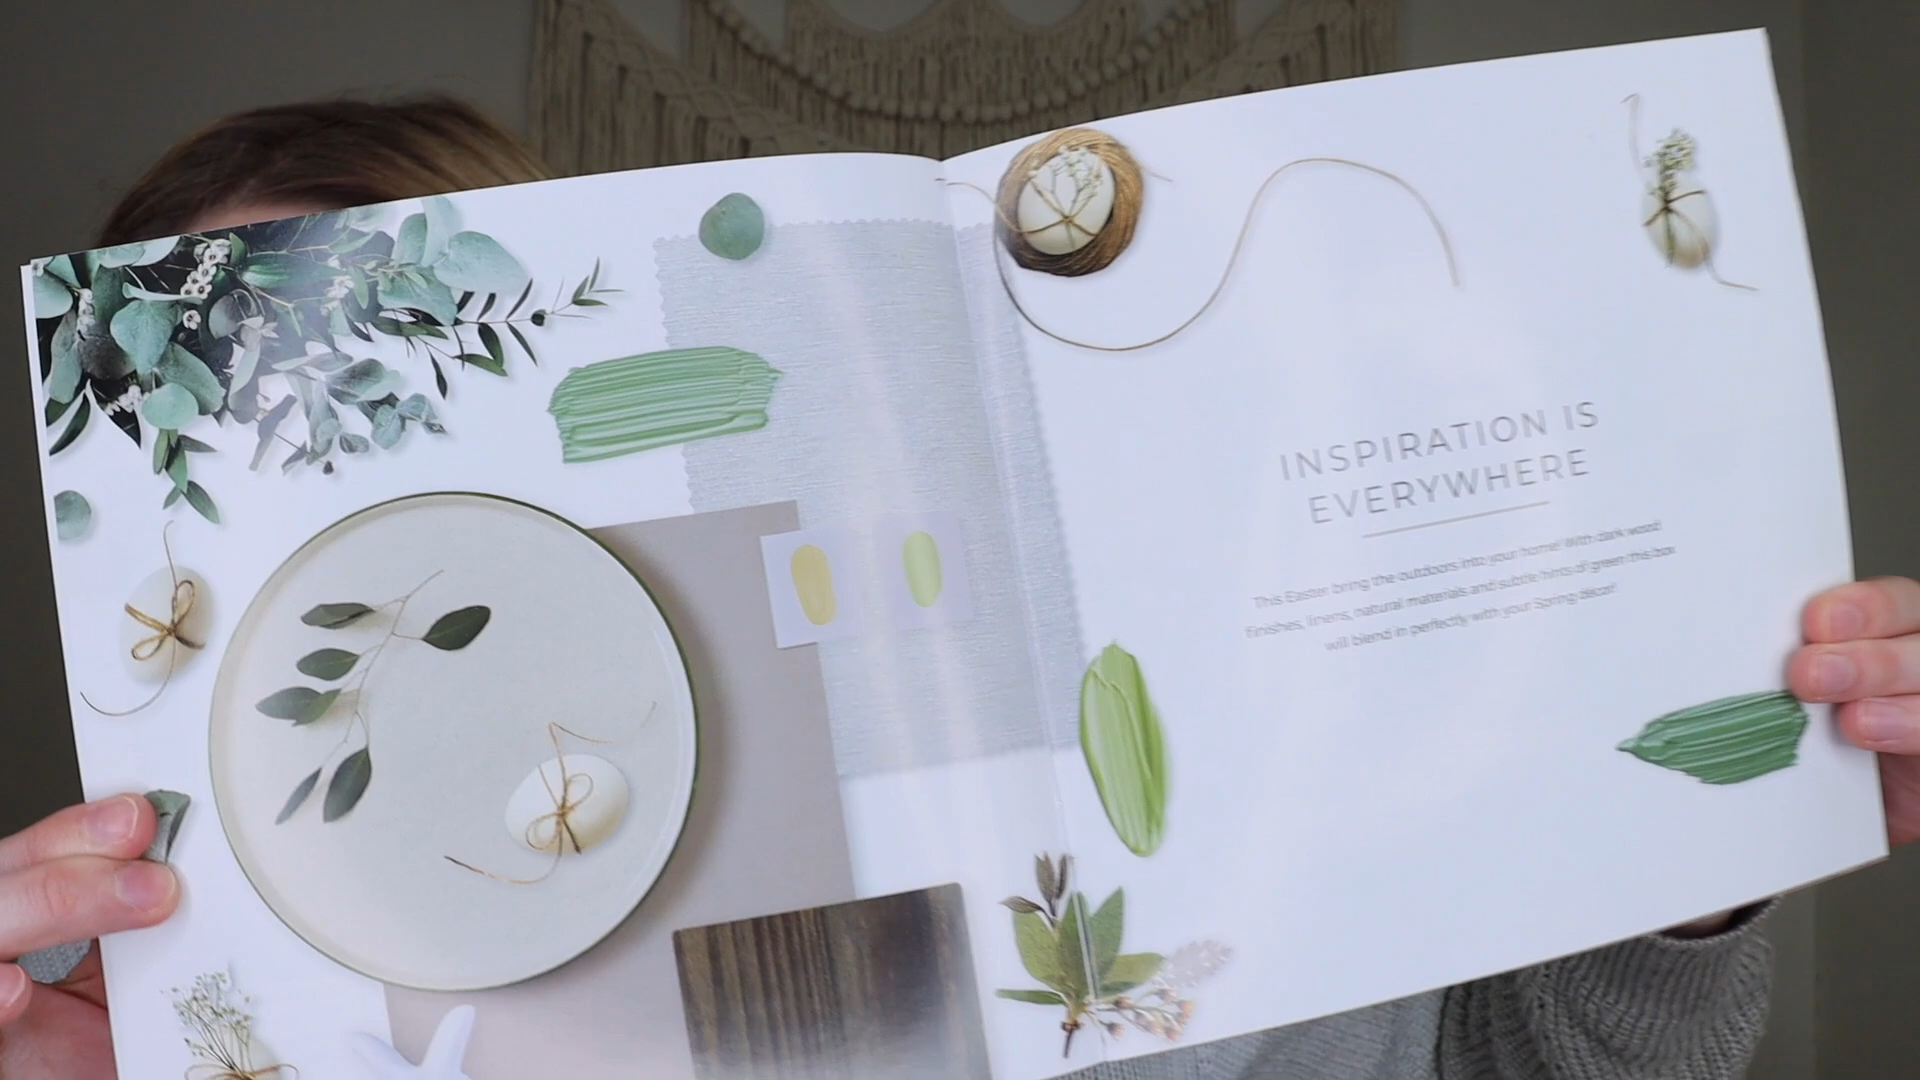 INSPIRATION IS
EVERYWHERE
This Easter bring the outdoors into your home! With dark wood
finishes, linens, natural materials and subtle hints of green this box
will blend in perfectly with your Spring decor!